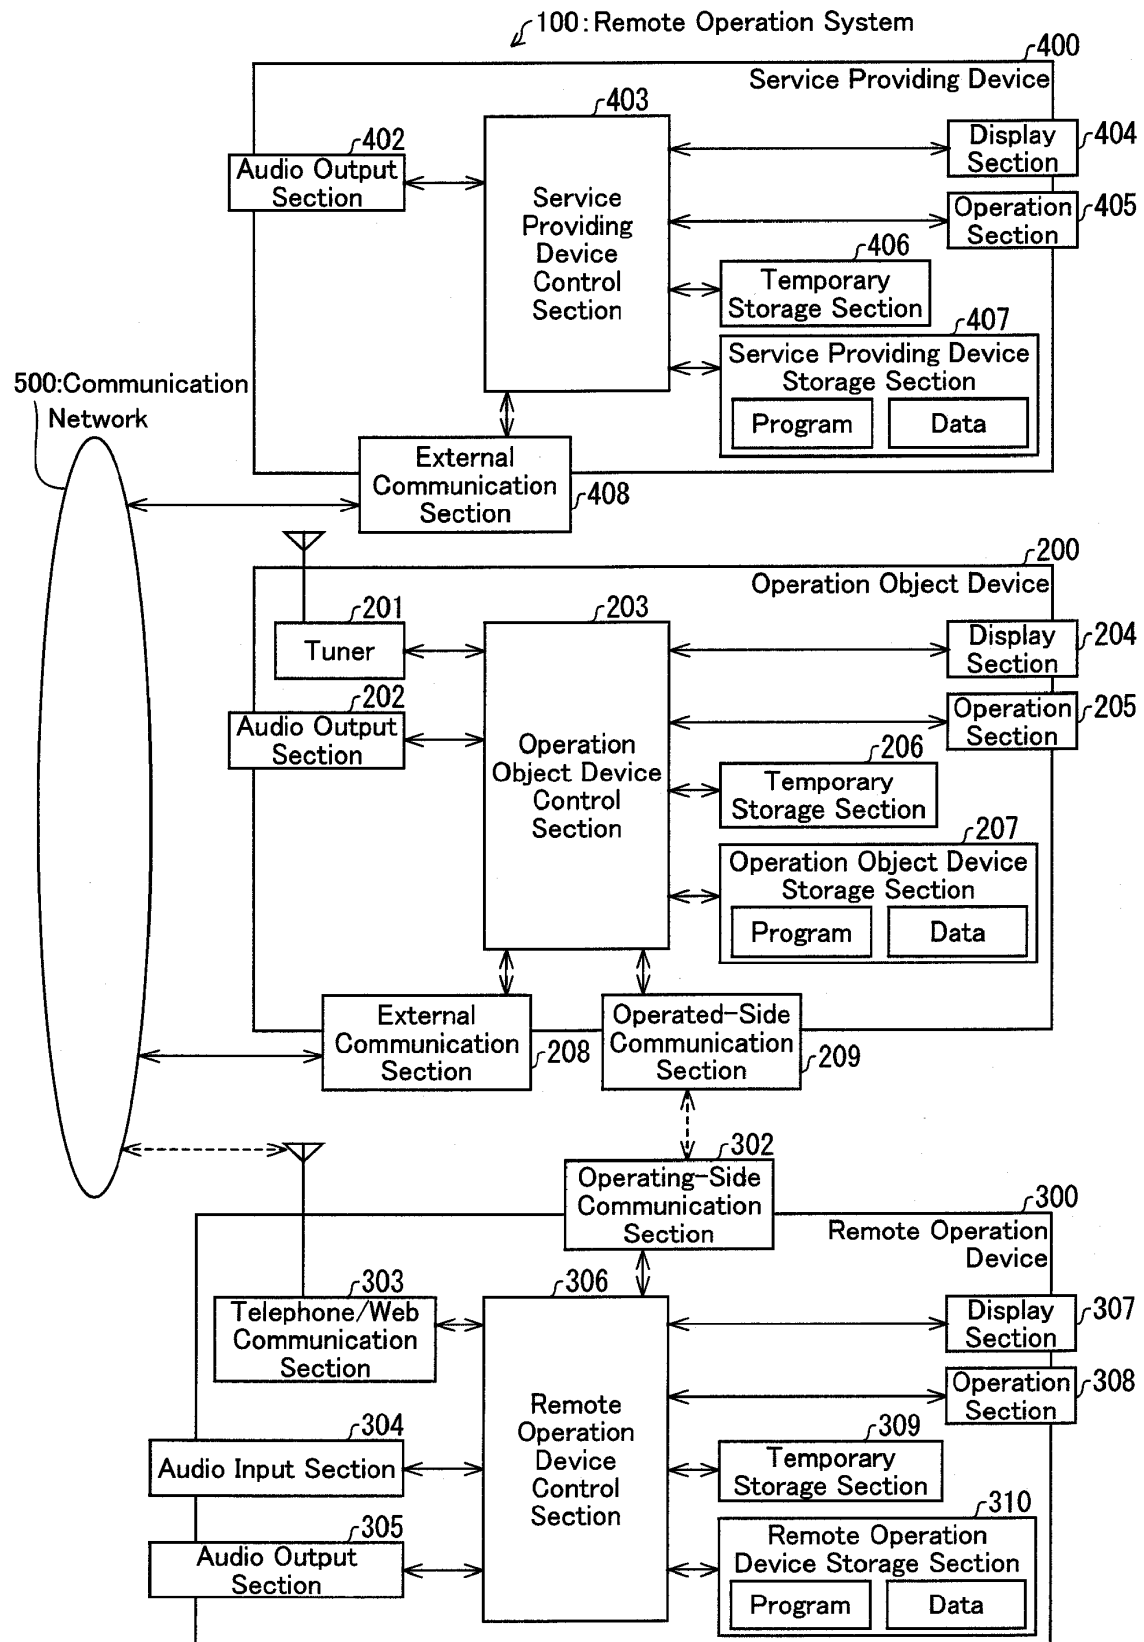 100:Remote Operation System
400
Service Providing Device
403
402
Audio Output
Section
Service
Providing
Device
Control
Section
Display
Section
404
Operation
Section
405
406
Temporary
Storage Section
407
Service Providing Device
Storage Section
Program
Data
500:Communication
Network
External
Communication
Section
408
200
Operation Object Device
201
Tuner
203
202
Audio Output
Section
Operation
Object Device
Control
Section
Display
Section
204
Operation
Section
205
206
Temporary
Storage Section
207
Operation Object Device
Storage Section
Program
Data
External
Communication
Section
208
Operated-Side
Communication
Section
209
302
Operating-Side
Communication
Section
300
Remote Operation
Device
303
Telephone/Web
Communication
Section
306
Remote
Operation
Device
Control
Section
Display
Section
307
Operation
Section
308
304
Audio Input Section
309
Temporary
Storage Section
305
Audio Output
Section
310
Remote Operation
Device Storage Section
Program
Data